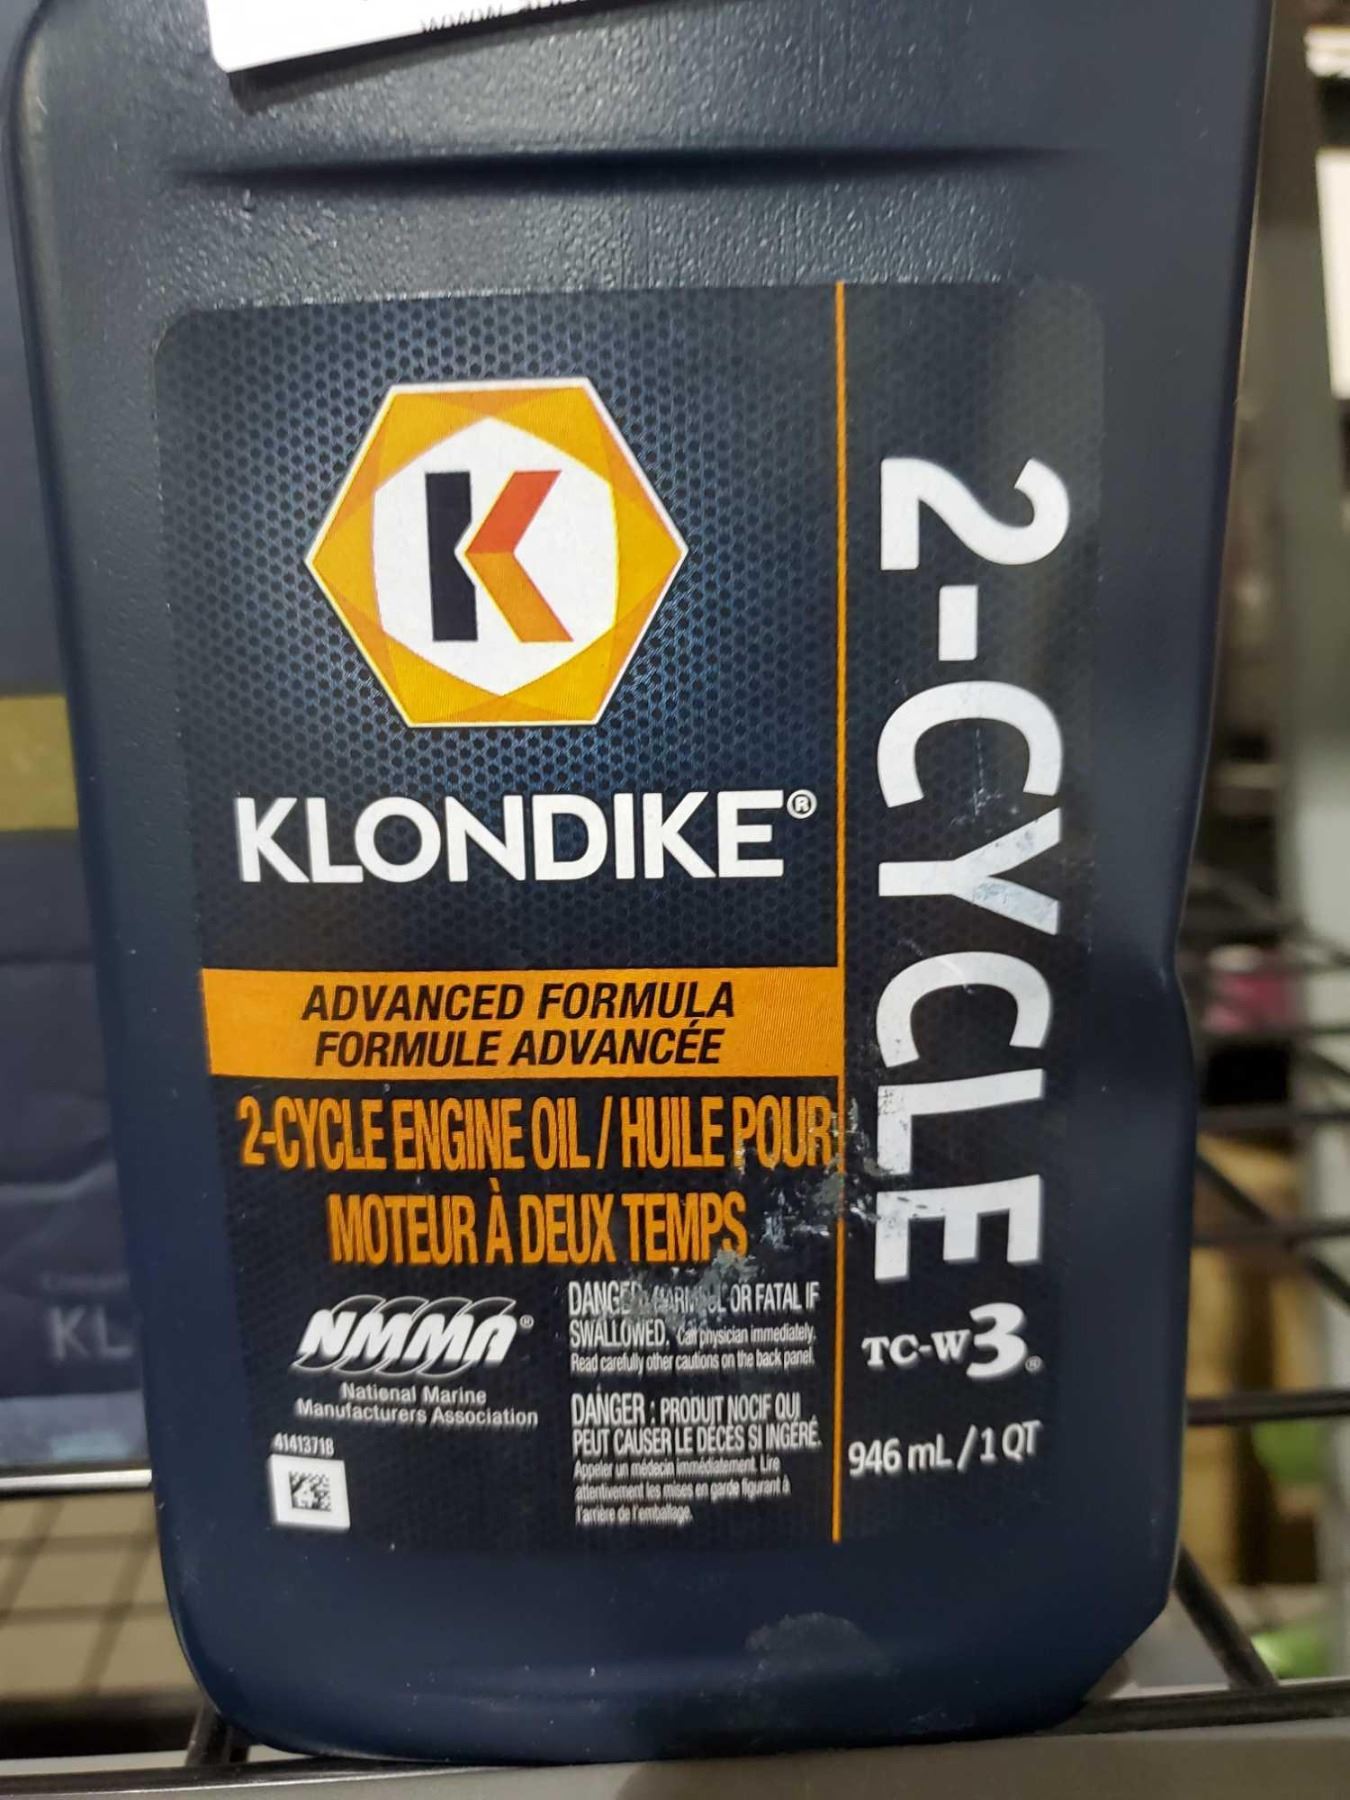 K
KLONDIKE®
ADVANCED FORMULA
FORMULE ADVANCÉE
2-CYCLE ENGINE OIL / HUILE POUR
MOTEUR À DEUX TEMPS
NMMA®
National Marine
Manufacturers Association
41413718
DANGER: HARMFUL OR FATAL IF
SWALLOWED. Call physician immediately.
Read carefully other cautions on the back panel.
DANGER : PRODUIT NOCIF QUI
PEUT CAUSER LE DÉCÈS SI INGÉRÉ.
Appeler un médecin immédiatement. Lire
attentivement les mises en garde figurant à
l'arrière de l'emballage.
2-CYCLE
TC-W3®
946 mL / 1 QT
KL